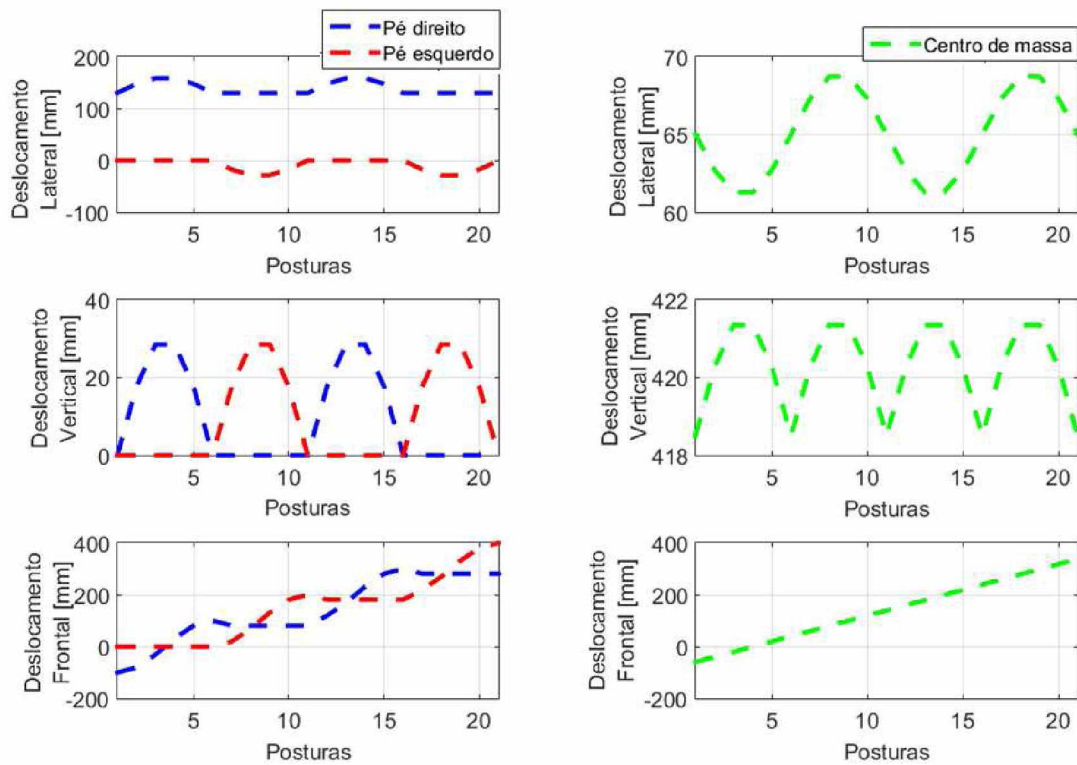 Pé direito
Pé esquerdo
200
100
0
-100
Deslocamento
Lateral [mm]
5
10
15
20
Posturas
Centro de massa
70
65
60
Deslocamento
Lateral [mm]
5
10
15
20
Posturas
40
20
0
Deslocamento
Vertical [mm]
5
10
15
20
Posturas
422
420
418
Deslocamento
Vertical [mm]
5
10
15
20
Posturas
400
200
0
-200
Deslocamento
Frontal [mm]
5
10
15
20
Posturas
400
200
0
-200
Deslocamento
Frontal [mm]
5
10
15
20
Posturas